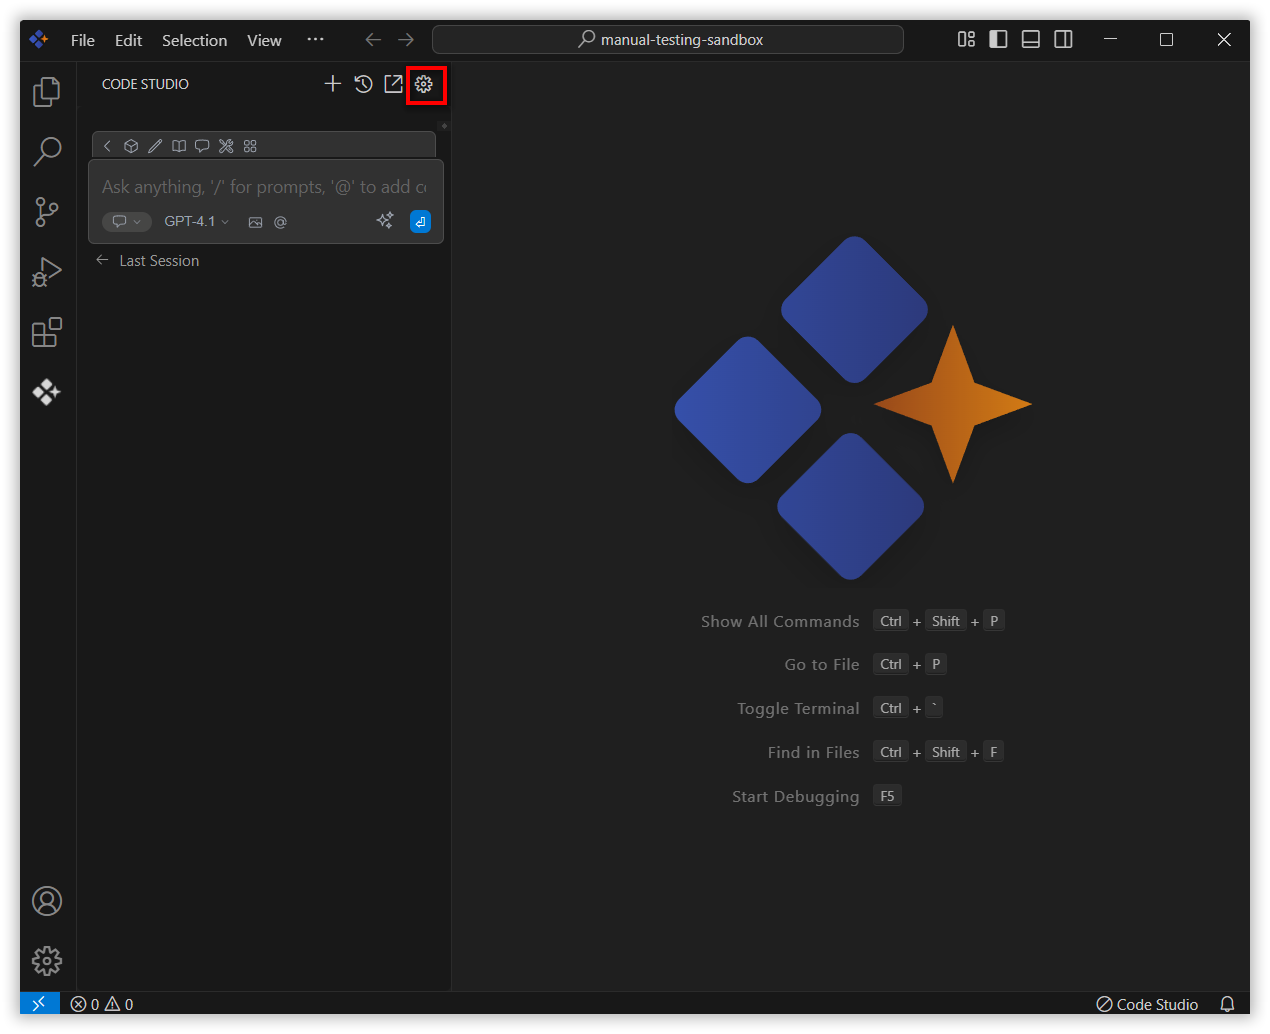 File Edit Selection View ··· manual-testing-sandbox
CODE STUDIO
Ask anything, '/' for prompts, '@' to add c
GPT-4.1
Last Session
Show All Commands Ctrl + Shift + P
Go to File Ctrl + P
Toggle Terminal Ctrl + `
Find in Files Ctrl + Shift + F
Start Debugging F5
0 0 Code Studio